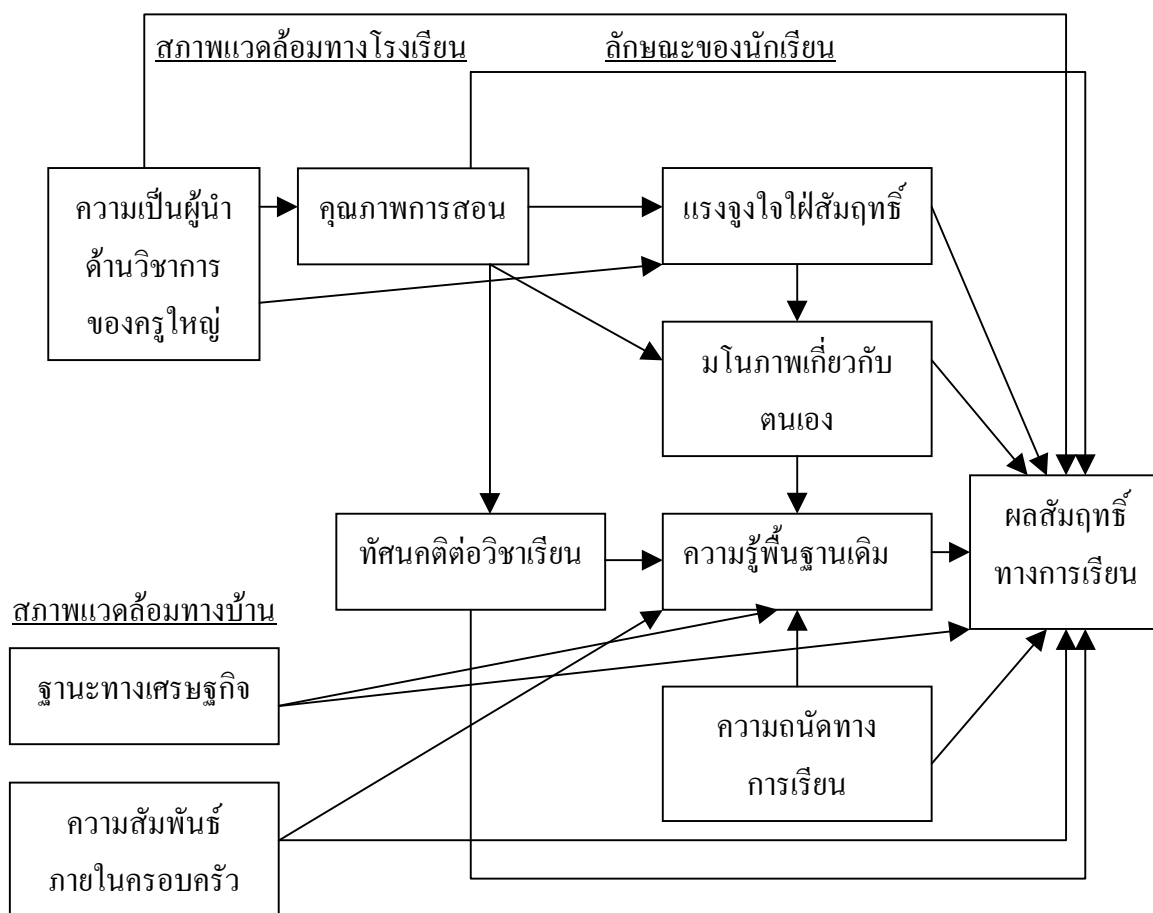 สภาพแวดล้อมทางโรงเรียน
ลักษณะของนักเรียน
ความเป็นผู้นำ
ด้านวิชาการ
ของครูใหญ่
คุณภาพการสอน
แรงจูงใจใฝ่สัมฤทธิ์
มโนภาพเกี่ยวกับ
ตนเอง
ทัศนคติต่อวิชาเรียน
ความรู้พื้นฐานเดิม
ผลสัมฤทธิ์
ทางการเรียน
สภาพแวดล้อมทางบ้าน
ฐานะทางเศรษฐกิจ
ความถนัดทาง
การเรียน
ความสัมพันธ์
ภายในครอบครัว